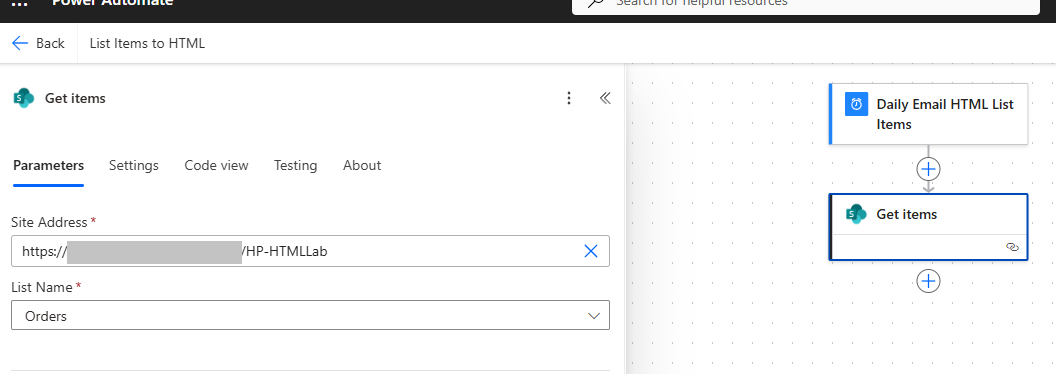 Power Automate
Search for helpful resources
Back
List Items to HTML
Get items
Parameters
Settings
Code view
Testing
About
Site Address *
https:// /HP-HTMLLab
List Name *
Orders
Daily Email HTML List
Items
Get items